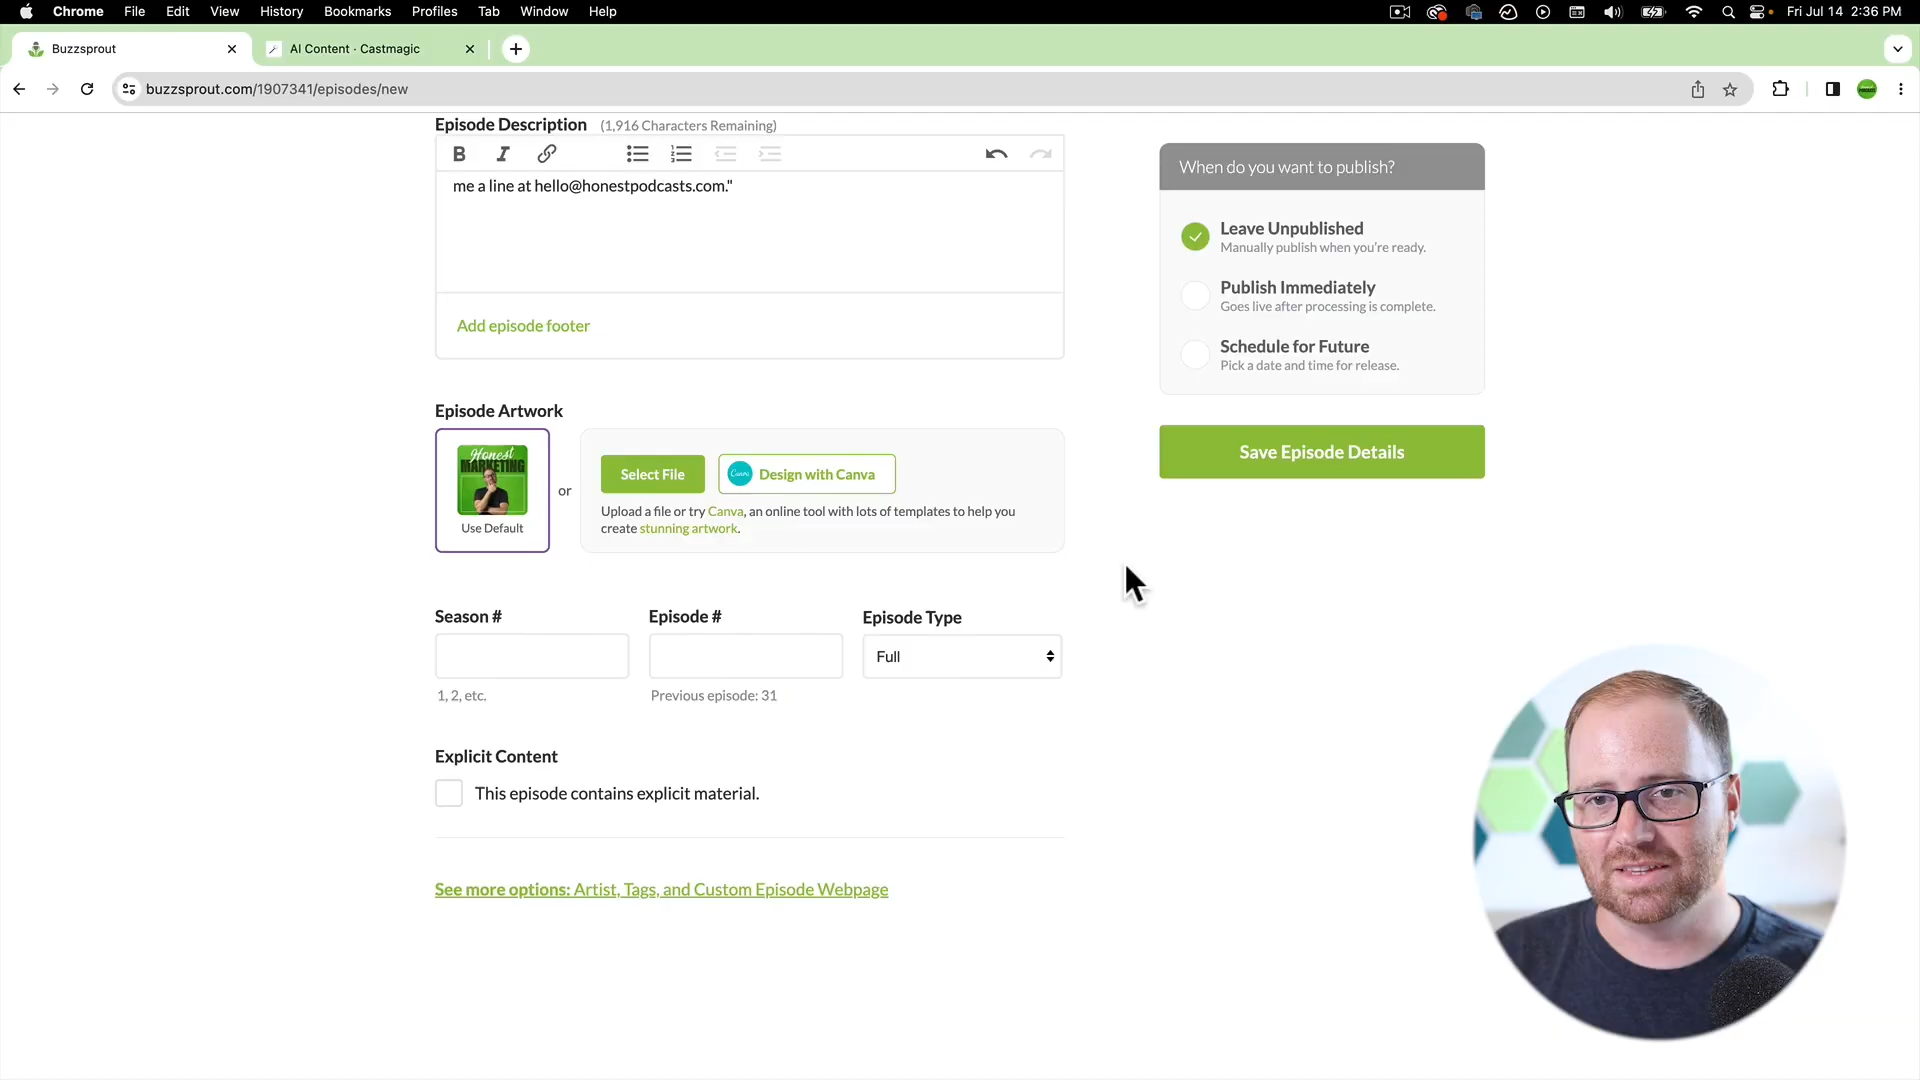 Chrome File Edit View History Bookmarks Profiles Tab Window Help
Fri Jul 14 2:36 PM
Buzzsprout
AI Content · Castmagic
buzzsprout.com/1907341/episodes/new
Episode Description (1,916 Characters Remaining)
B I
me a line at hello@honestpodcasts.com."
Add episode footer
Episode Artwork
Honest
MARKETING
Use Default
or
Select File
Canva
Design with Canva
Upload a file or try Canva, an online tool with lots of templates to help you
create stunning artwork.
Season #
1, 2, etc.
Episode #
Previous episode: 31
Episode Type
Full
Explicit Content
This episode contains explicit material.
See more options: Artist, Tags, and Custom Episode Webpage
When do you want to publish?
Leave Unpublished
Manually publish when you're ready.
Publish Immediately
Goes live after processing is complete.
Schedule for Future
Pick a date and time for release.
Save Episode Details